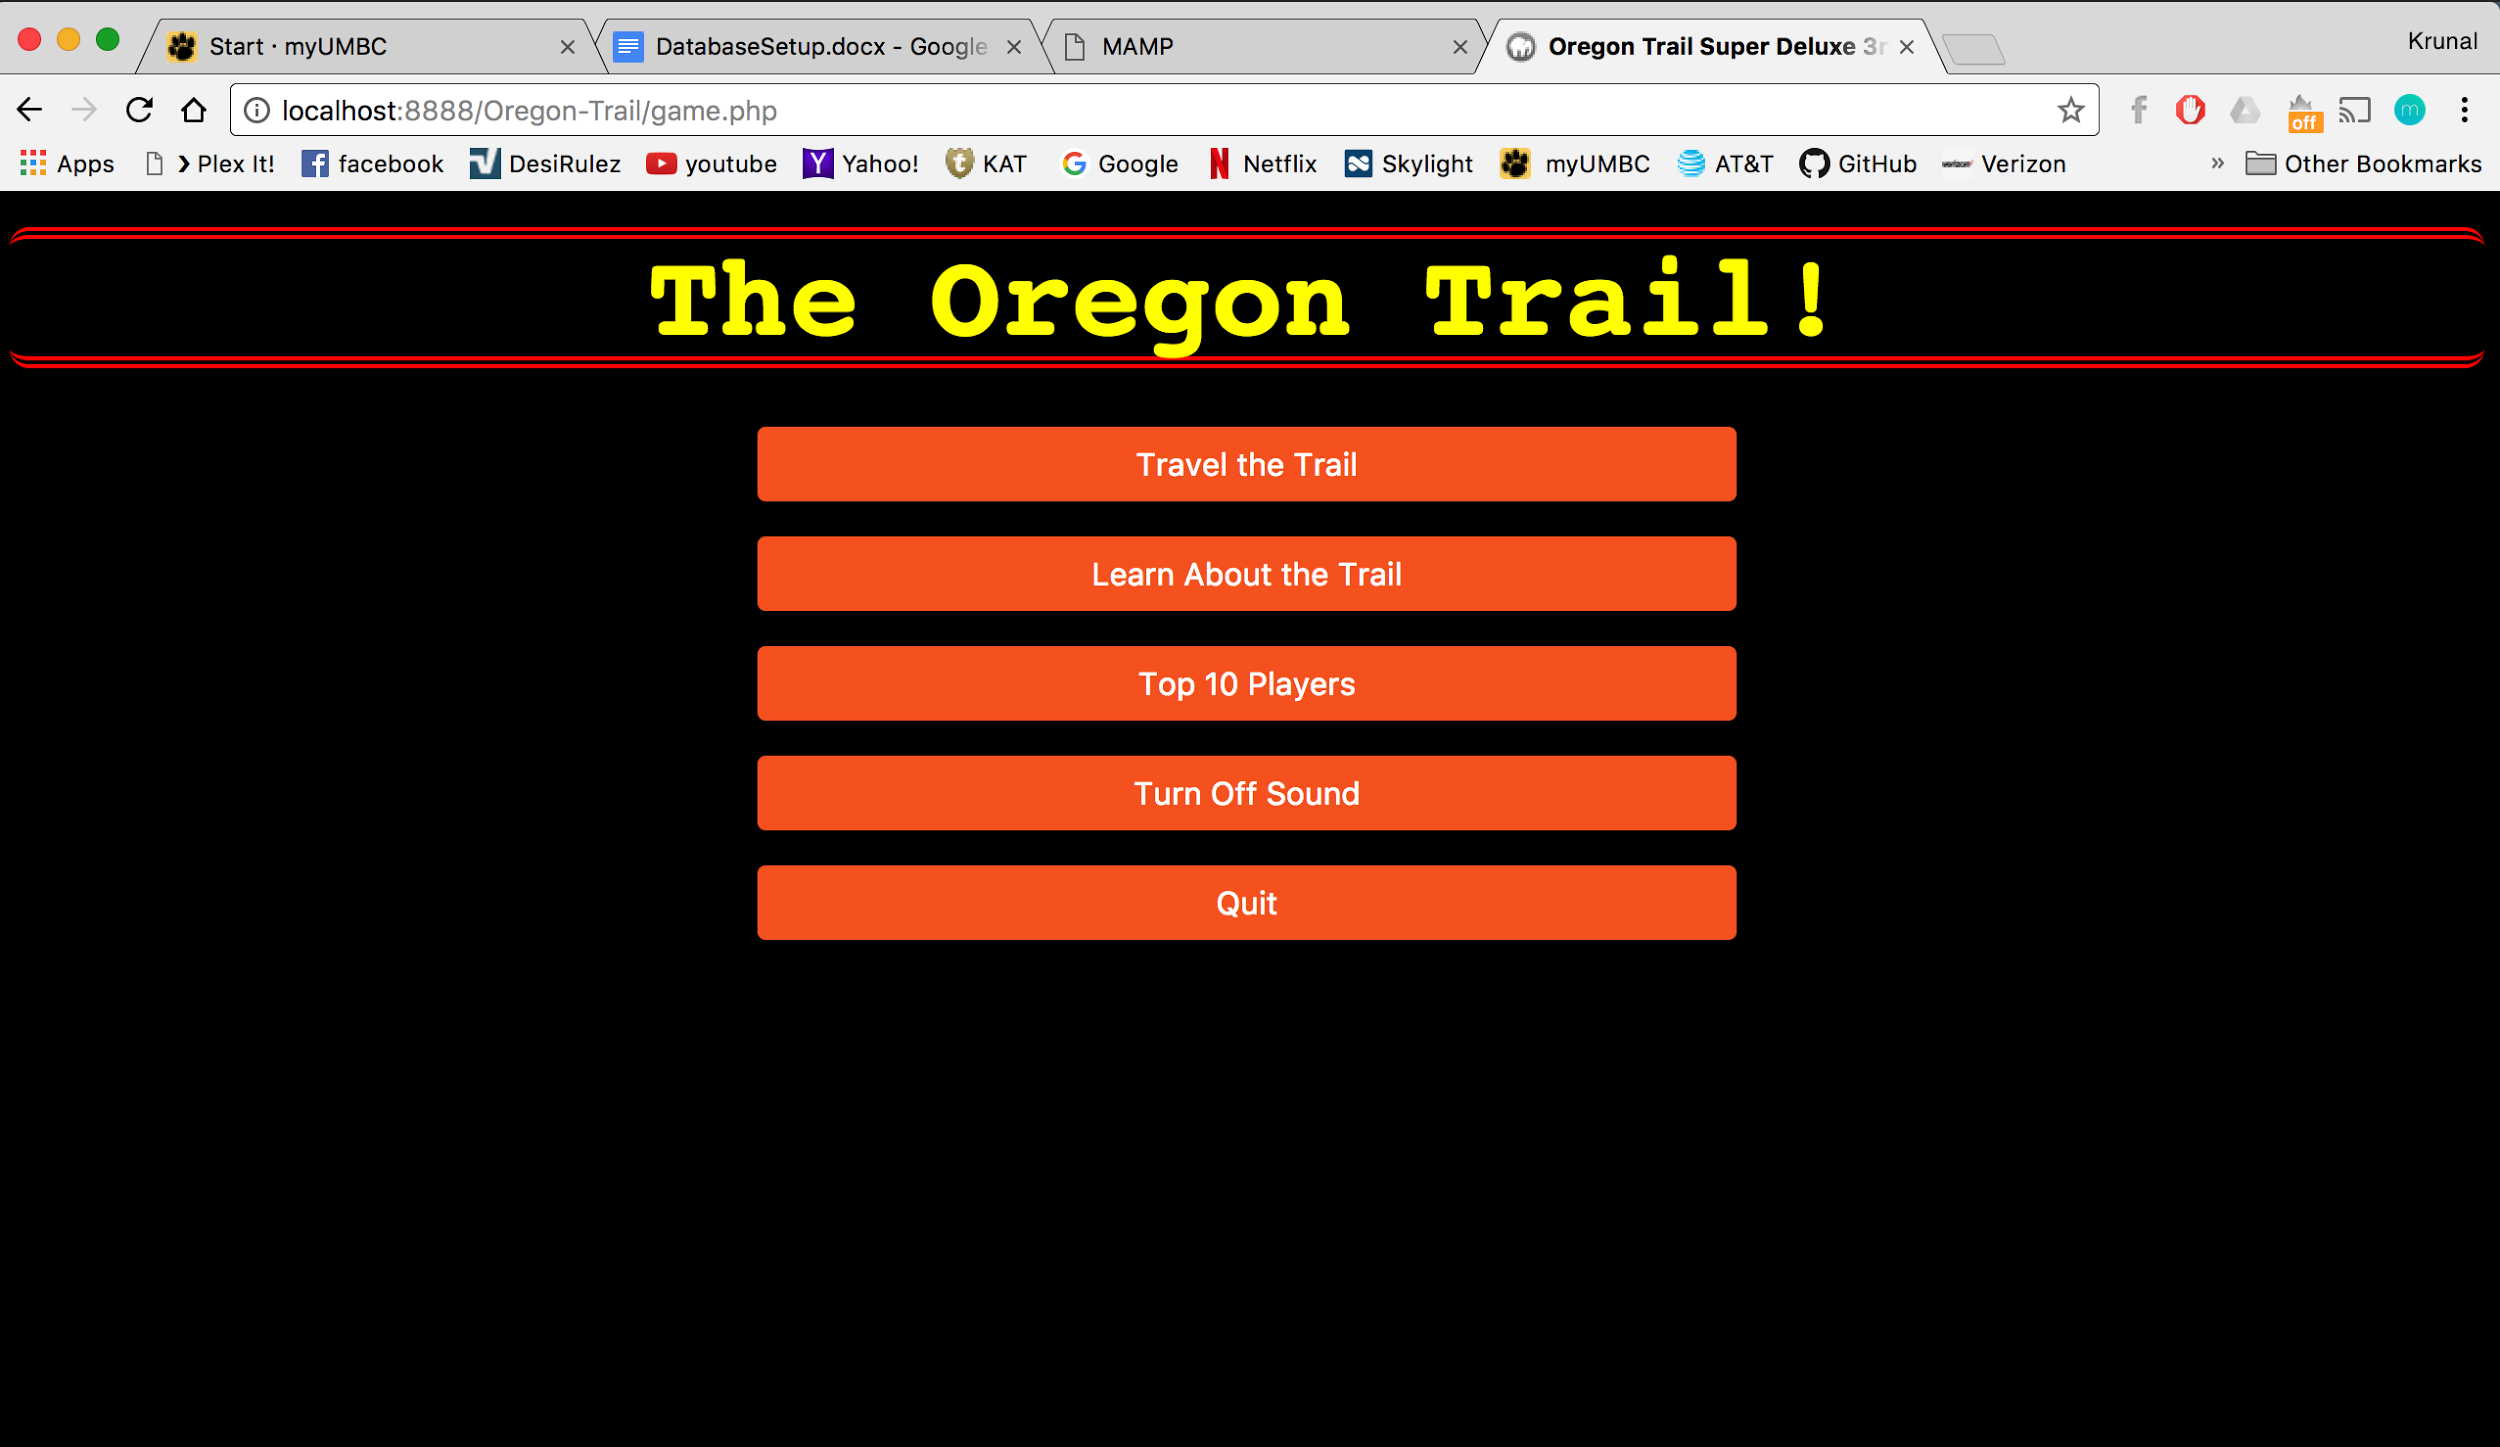 Start · myUMBC
DatabaseSetup.docx - Google
MAMP
Oregon Trail Super Deluxe 3r
Krunal
localhost:8888/Oregon-Trail/game.php
off
m
Apps
❯ Plex It!
facebook
DesiRulez
youtube
Yahoo!
KAT
Google
Netflix
Skylight
myUMBC
AT&T
GitHub
Verizon
»
Other Bookmarks
The Oregon Trail!
Travel the Trail
Learn About the Trail
Top 10 Players
Turn Off Sound
Quit